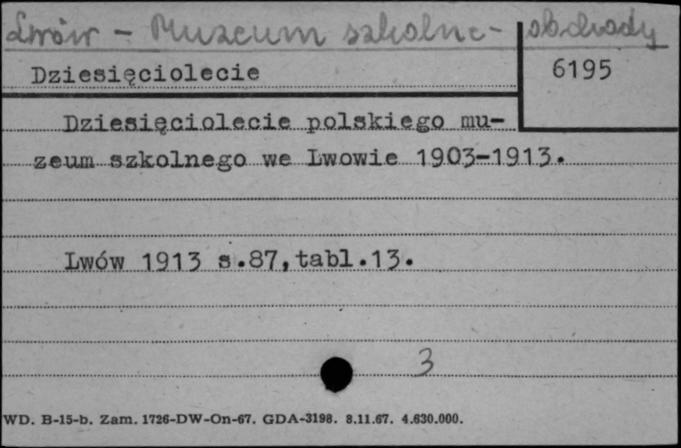 Lwów - Muzeum szkolne - obchody
Dziesięciolecie
6195
Dziesięciolecie polskiego mu-
zeum szkolnego we Lwowie 1903-1913.
Lwów 1913 s.87,tabl.13.
3
WD. B-15-b. Zam. 1726-DW-On-67. GDA-3198. 8.11.67. 4.630.000.